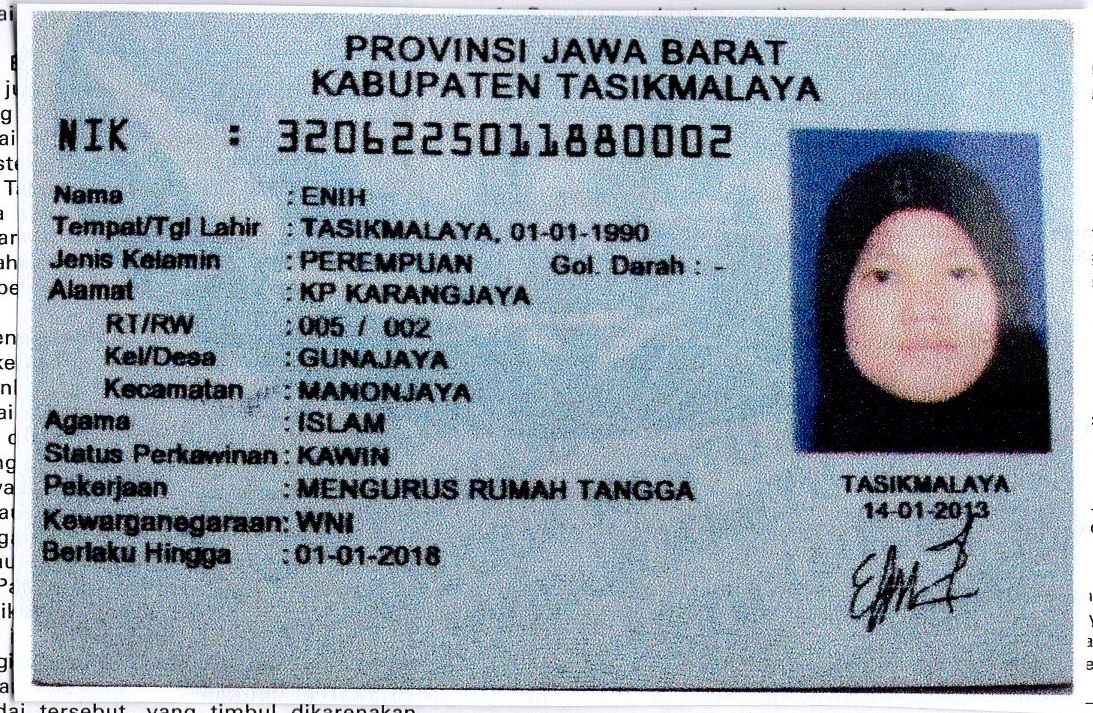 PROVINSI JAWA BARAT
KABUPATEN TASIKMALAYA
NIK : 3206225011880002
Nama : ENIH
Tempat/Tgl Lahir : TASIKMALAYA, 01-01-1990
Jenis Kelamin : PEREMPUAN Gol. Darah : -
Alamat : KP KARANGJAYA
RT/RW : 005 / 002
Kel/Desa : GUNAJAYA
Kecamatan : MANONJAYA
Agama : ISLAM
Status Perkawinan : KAWIN
Pekerjaan : MENGURUS RUMAH TANGGA
Kewarganegaraan: WNI
Berlaku Hingga : 01-01-2018
TASIKMALAYA
14-01-2013
tersebut, yang timbul dikarenakan